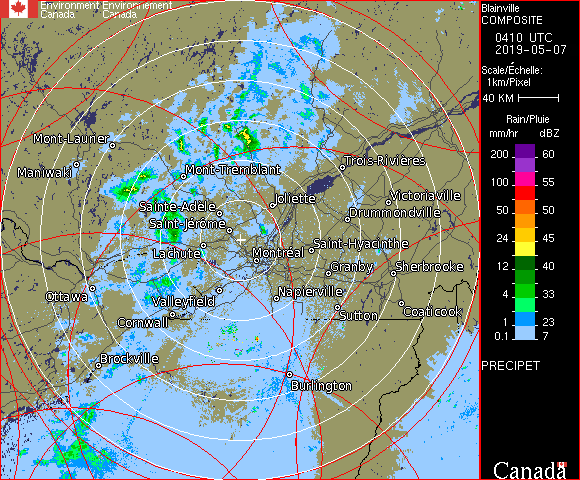 Environment Environnement
Canada Canada
Blainville
COMPOSITE
0410 UTC
2019-05-07
Scale/Échelle:
1km/Pixel
40 KM
Rain/Pluie
mm/hr dBZ
200 60
100 55
50 50
24 45
12 40
4 33
1 23
0.1 7
PRECIPET
Mont-Laurier
Maniwaki
Mont-Tremblant
Trois-Rivières
Sainte-Adèle
Joliette
Victoriaville
Drummondville
Saint-Jérôme
Lachute
Montréal
Saint-Hyacinthe
Granby
Sherbrooke
Ottawa
Valleyfield
Napierville
Cornwall
Sutton
Coaticook
Brockville
Burlington
Canada